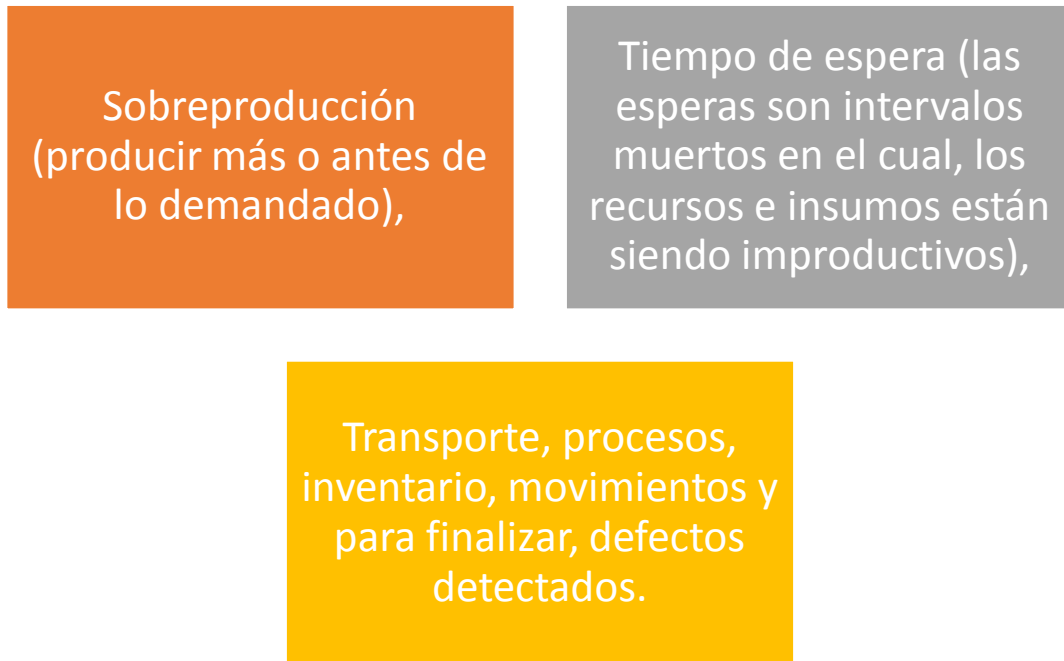 Sobreproducción
(producir más o antes de
lo demandado),
Tiempo de espera (las
esperas son intervalos
muertos en el cual, los
recursos e insumos están
siendo improductivos),
Transporte, procesos,
inventario, movimientos y
para finalizar, defectos
detectados.